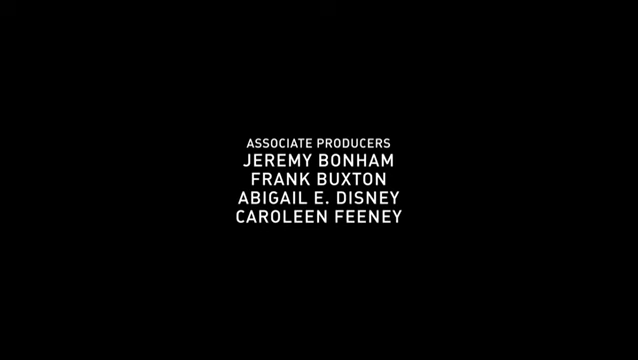 ASSOCIATE PRODUCERS
JEREMY BONHAM
FRANK BUXTON
ABIGAIL E. DISNEY
CAROLEEN FEENEY